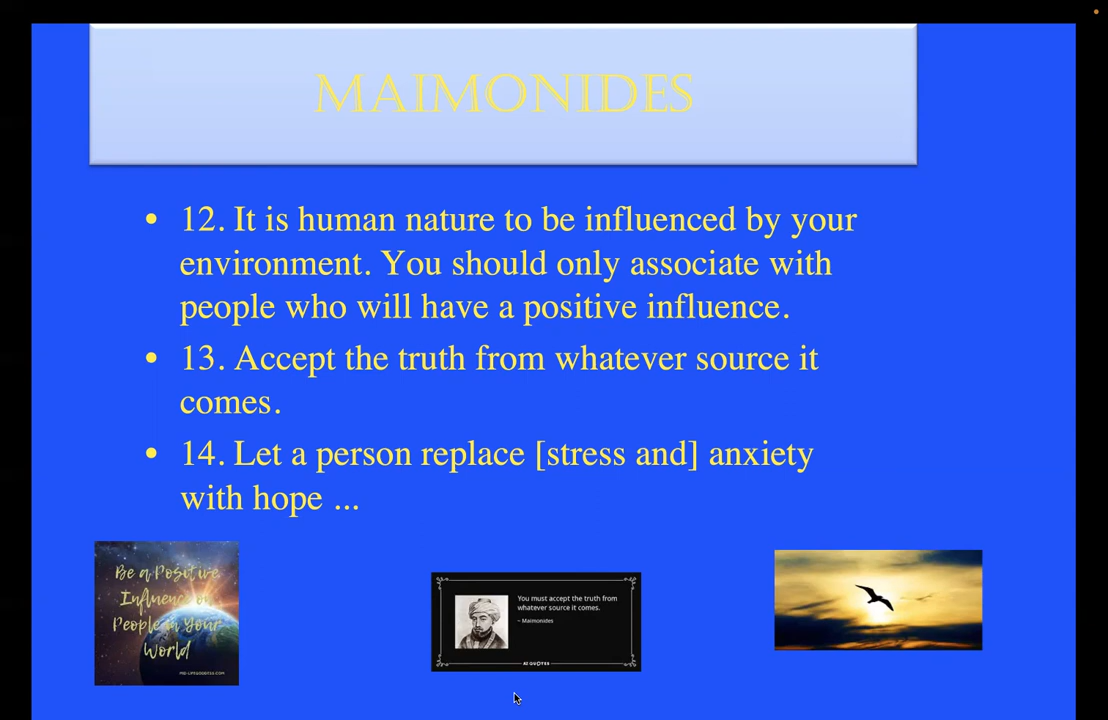 MAIMONIDES
• 12. It is human nature to be influenced by your
environment. You should only associate with
people who will have a positive influence.
• 13. Accept the truth from whatever source it
comes.
• 14. Let a person replace [stress and] anxiety
with hope ...
Be a Positive
Influence on
People in Your
World
You must accept the truth from
whatever source it comes.
~ Maimonides
AZ QUOTES